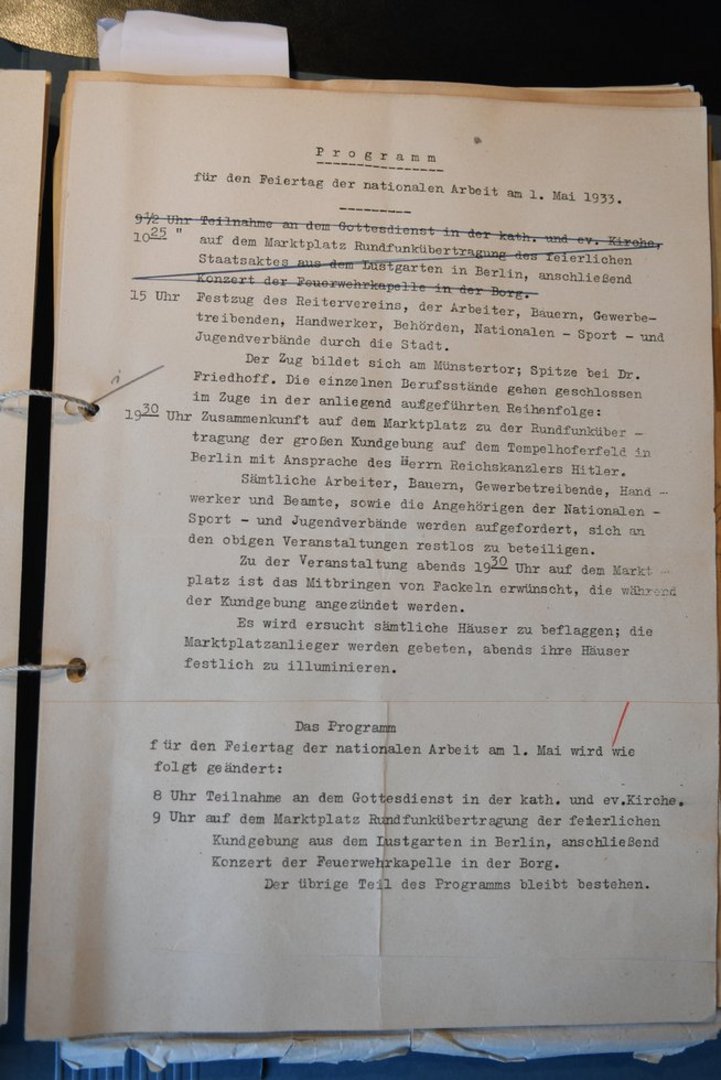 Programm
für den Feiertag der nationalen Arbeit am 1. Mai 1933.
9½ Uhr Teilnahme an dem Gottesdienst in der kath. und ev. Kirche,
10 25 " auf dem Marktplatz Rundfunkübertragung des feierlichen
Staatsaktes aus dem Lustgarten in Berlin, anschließend
Konzert der Feuerwehrkapelle in der Borg.
15 Uhr Festzug des Reitervereins, der Arbeiter, Bauern, Gewerbe-
treibenden, Handwerker, Behörden, Nationalen - Sport - und
Jugendverbände durch die Stadt.
Der Zug bildet sich am Münstertor; Spitze bei Dr.
Friedhoff. Die einzelnen Berufsstände gehen geschlossen
im Zuge in der anliegend aufgeführten Reihenfolge:
19 30 Uhr Zusammenkunft auf dem Marktplatz zu der Rundfunküber -
tragung der großen Kundgebung auf dem Tempelhoferfeld in
Berlin mit Ansprache des Herrn Reichskanzlers Hitler.
Sämtliche Arbeiter, Bauern, Gewerbetreibende, Hand -
werker und Beamte, sowie die Angehörigen der Nationalen -
Sport - und Jugendverbände werden aufgefordert, sich an
den obigen Veranstaltungen restlos zu beteiligen.
Zu der Veranstaltung abends 19 30 Uhr auf dem Markt -
platz ist das Mitbringen von Fackeln erwünscht, die während
der Kundgebung angezündet werden.
Es wird ersucht sämtliche Häuser zu beflaggen; die
Marktplatzanlieger werden gebeten, abends ihre Häuser
festlich zu illuminieren.
Das Programm
für den Feiertag der nationalen Arbeit am 1. Mai wird wie
folgt geändert:
8 Uhr Teilnahme an dem Gottesdienst in der kath. und ev.Kirche.
9 Uhr auf dem Marktplatz Rundfunkübertragung der feierlichen
Kundgebung aus dem Lustgarten in Berlin, anschließend
Konzert der Feuerwehrkapelle in der Borg.
Der übrige Teil des Programms bleibt bestehen.